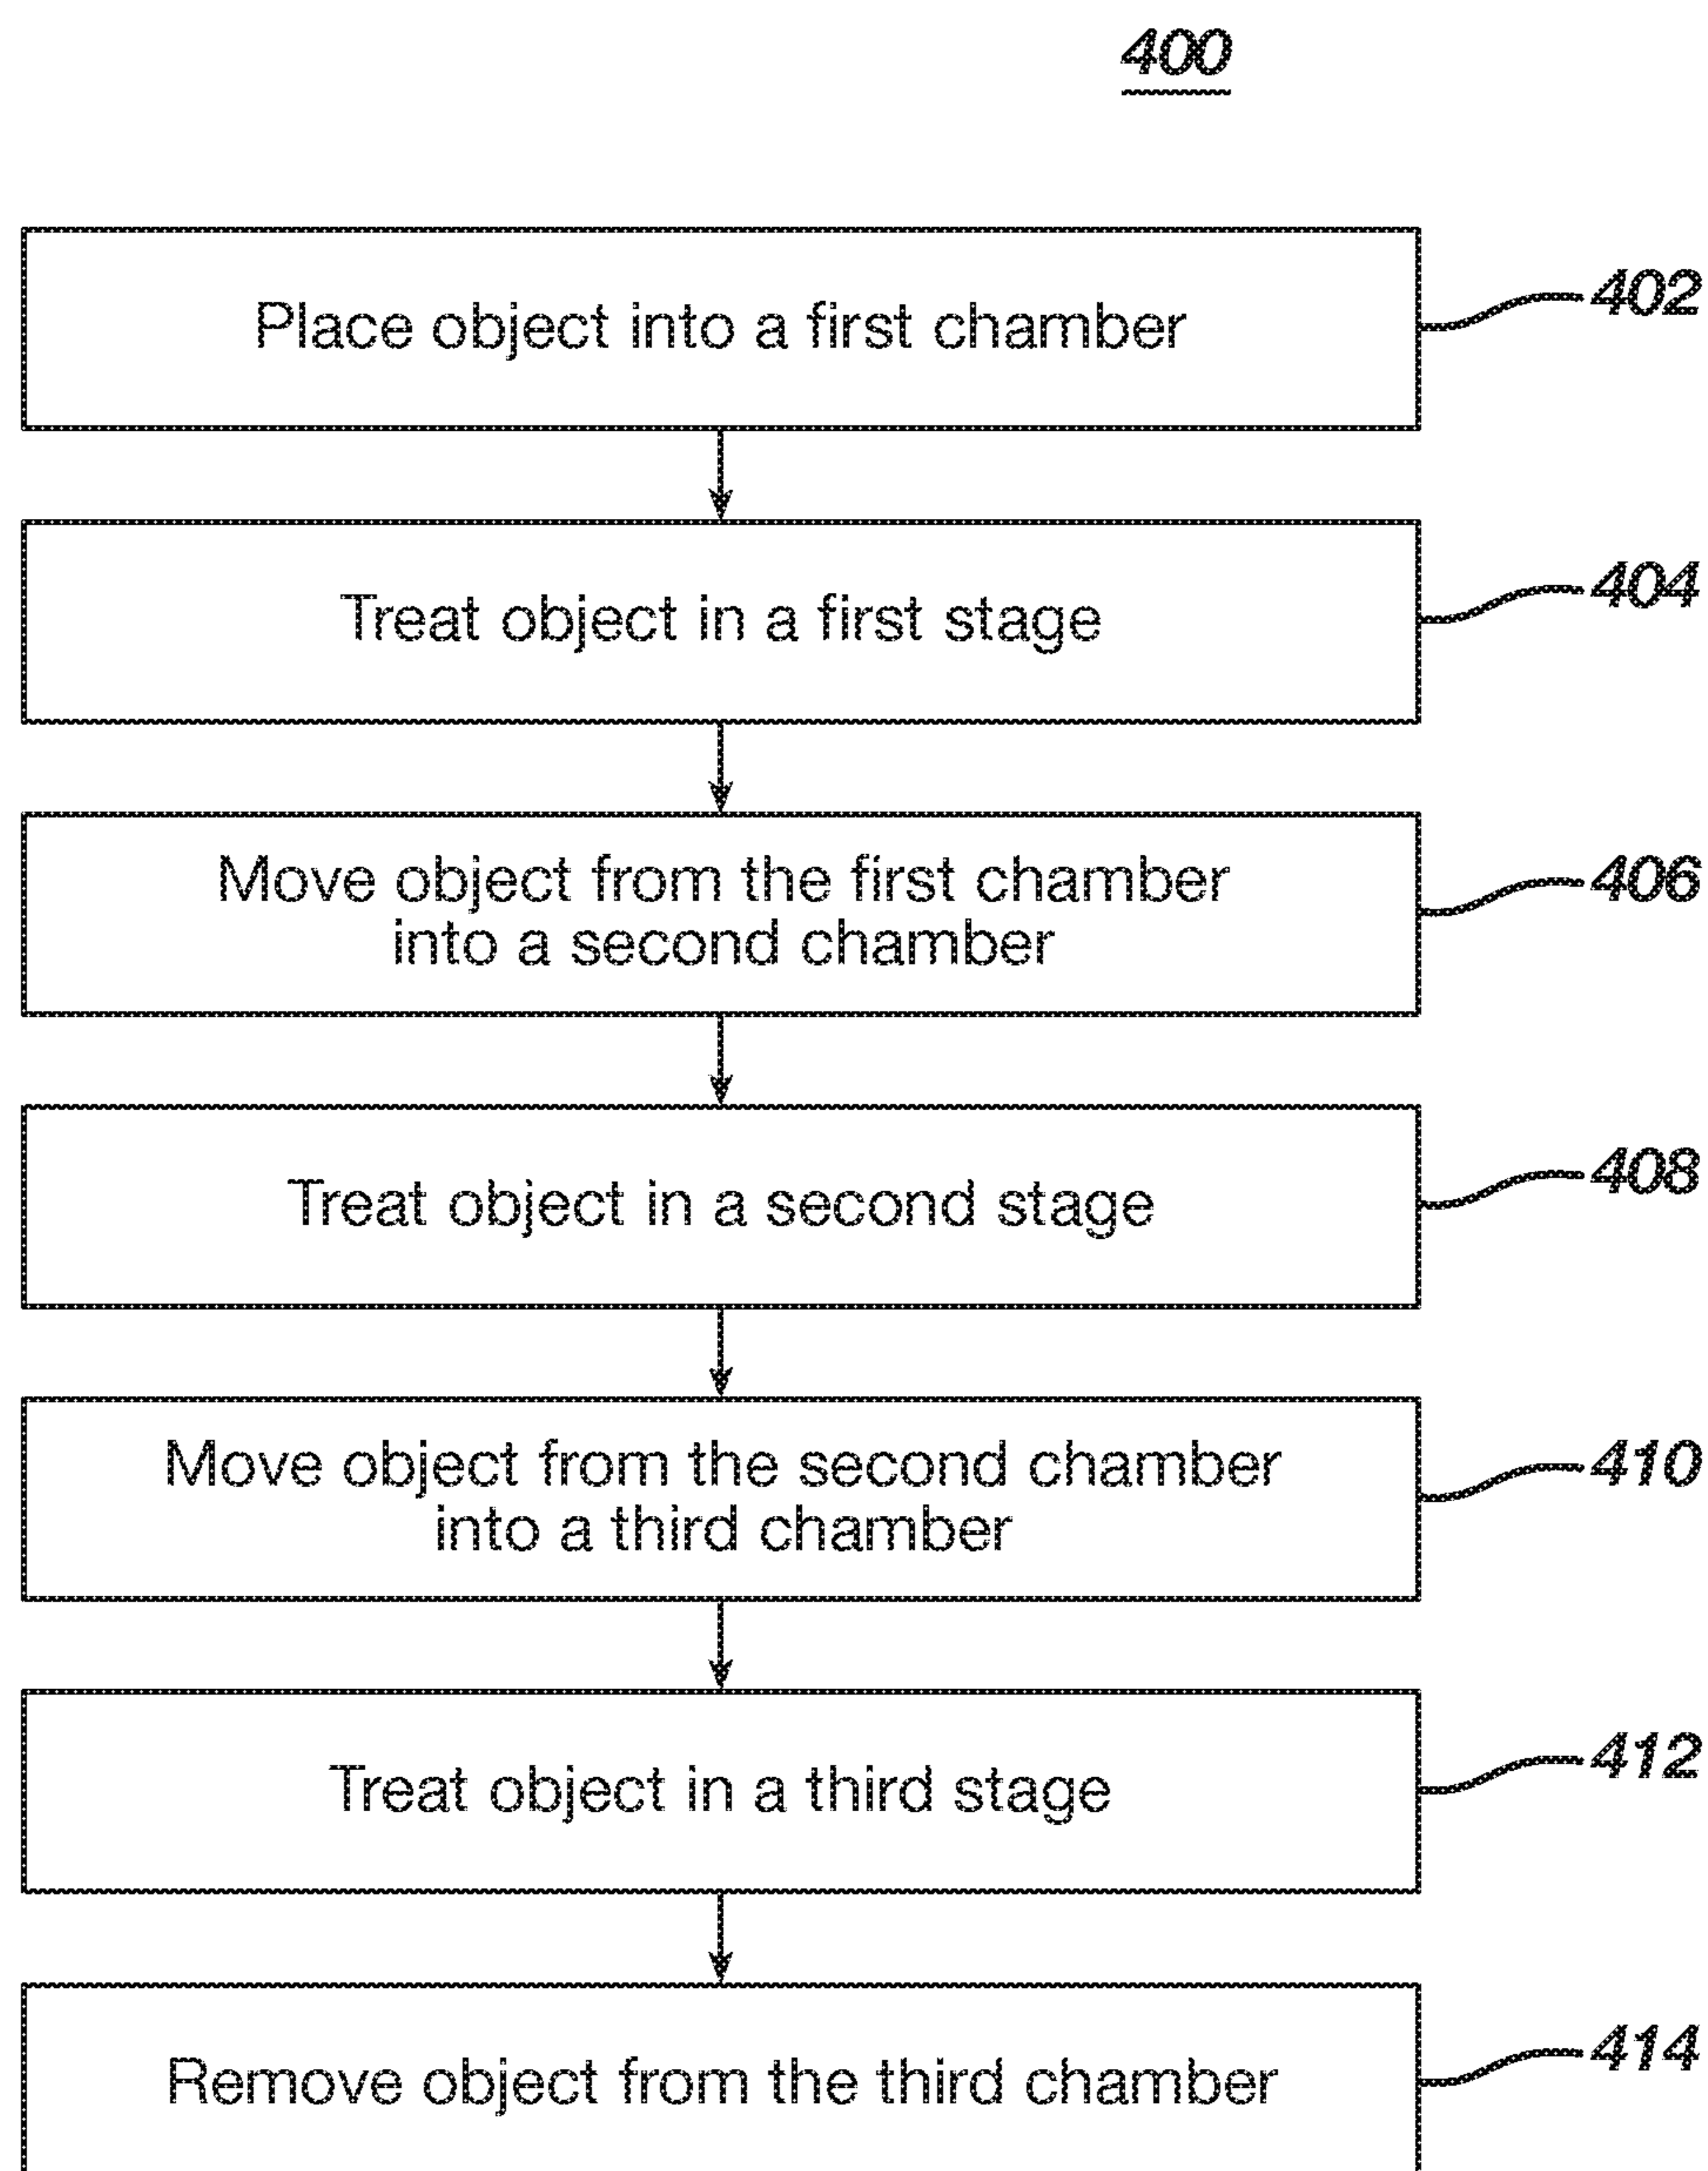 400
Place object into a first chamber
402
Treat object in a first stage
404
Move object from the first chamber
into a second chamber
406
Treat object in a second stage
408
Move object from the second chamber
into a third chamber
410
Treat object in a third stage
412
Remove object from the third chamber
414